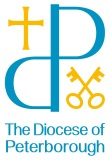 The Diocese of
Peterborough